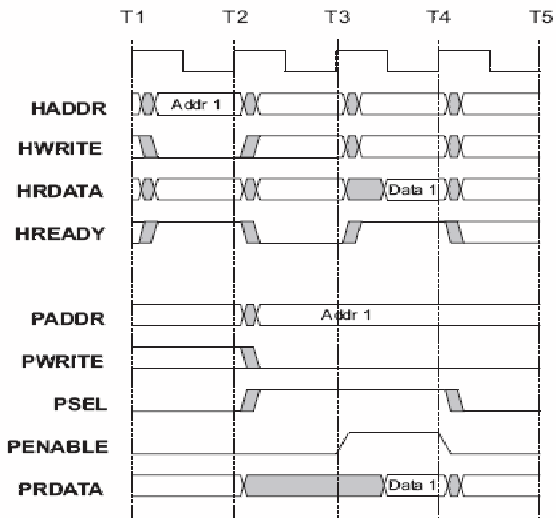 T1 T2 T3 T4 T5
HADDR Addr 1
HWRITE
HRDATA Data 1
HREADY
PADDR Addr 1
PWRITE
PSEL
PENABLE
PRDATA Data 1